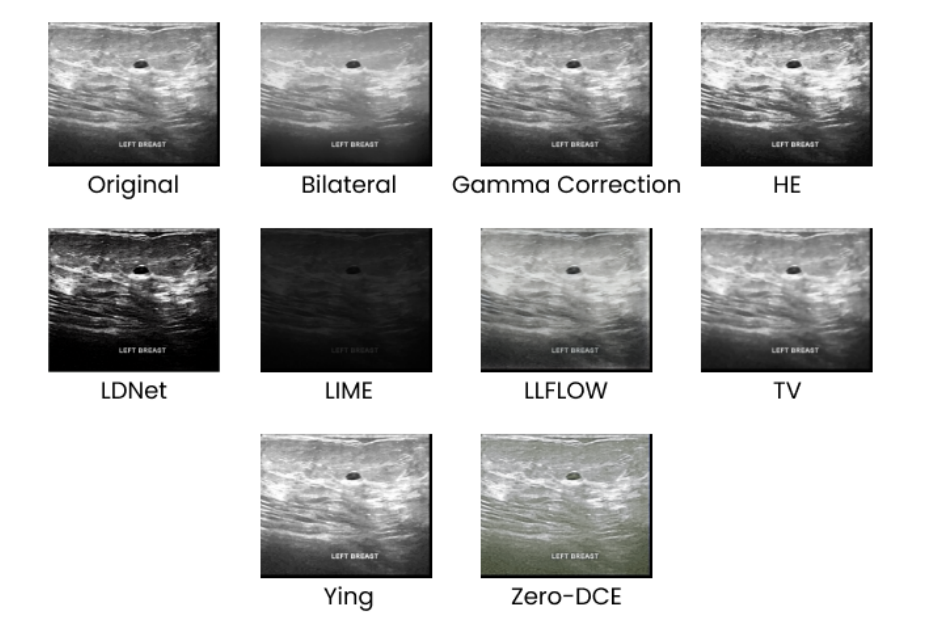 LEFT BREAST LEFT BREAST LEFT BREAST LEFT BREAST
Original Bilateral Gamma Correction HE
LEFT BREAST LEFT BREAST LEFT BREAST LEFT BREAST
LDNet LIME LLFLOW TV
LEFT BREAST LEFT BREAST
Ying Zero-DCE